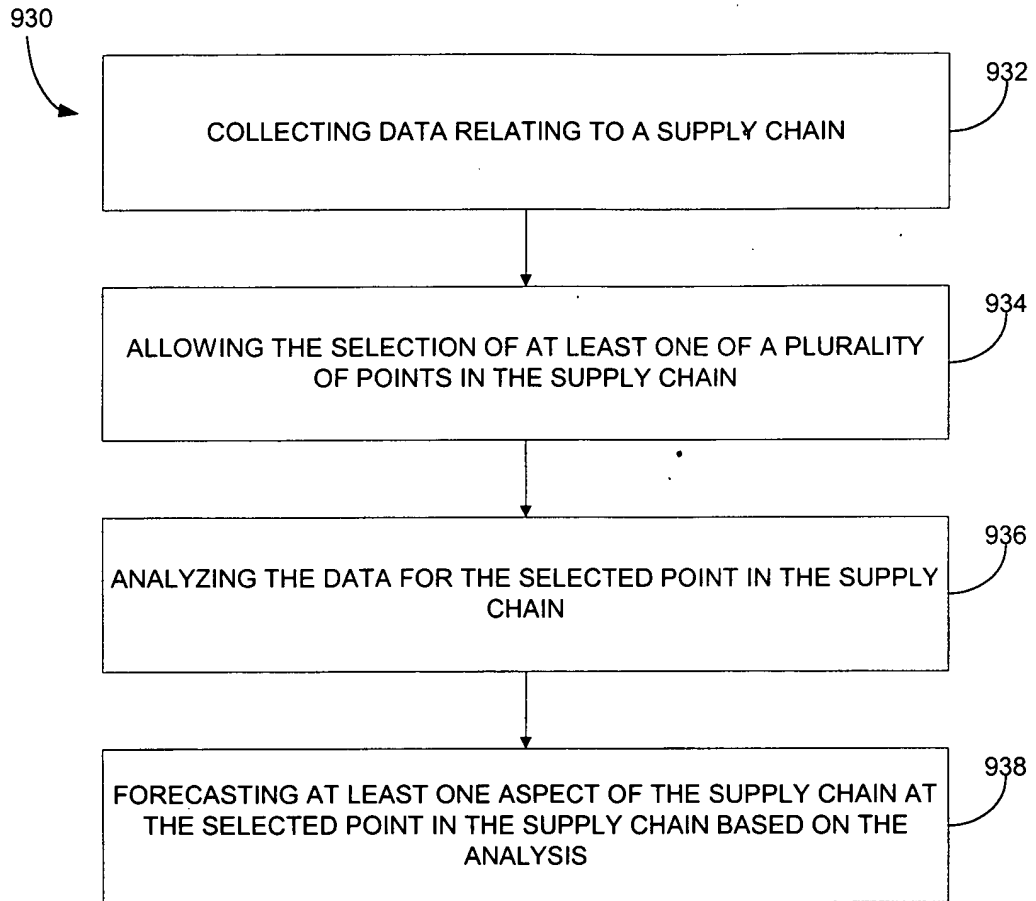 930
932
COLLECTING DATA RELATING TO A SUPPLY CHAIN
934
ALLOWING THE SELECTION OF AT LEAST ONE OF A PLURALITY
OF POINTS IN THE SUPPLY CHAIN
936
ANALYZING THE DATA FOR THE SELECTED POINT IN THE SUPPLY
CHAIN
938
FORECASTING AT LEAST ONE ASPECT OF THE SUPPLY CHAIN AT
THE SELECTED POINT IN THE SUPPLY CHAIN BASED ON THE
ANALYSIS